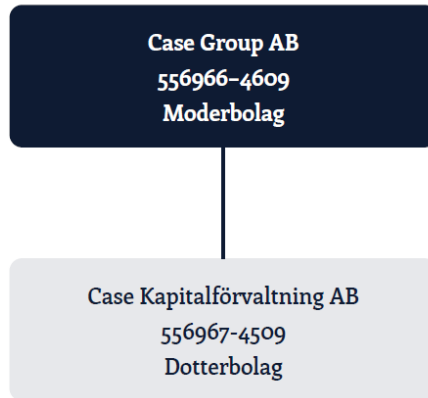 Case Group AB
556966–4609
Moderbolag
Case Kapitalförvaltning AB
556967-4509
Dotterbolag